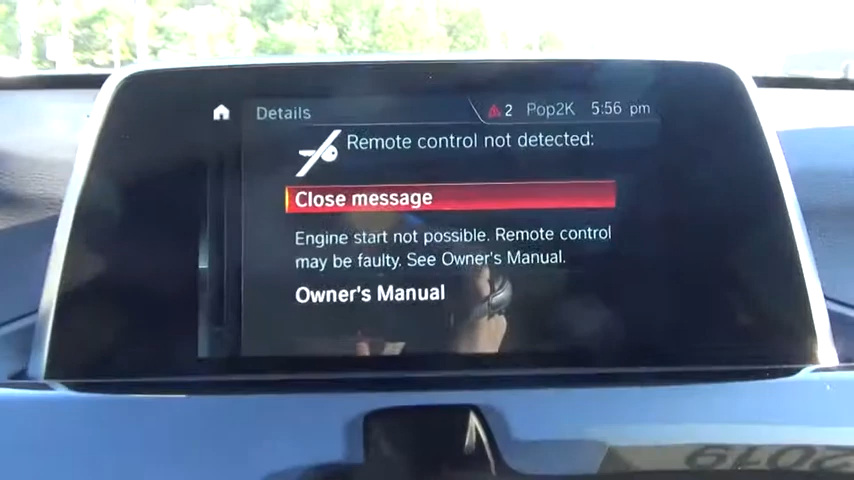 Details
2 Pop2K 5:56 pm
Remote control not detected:
Close message
Engine start not possible. Remote control
may be faulty. See Owner's Manual.
Owner's Manual
2019